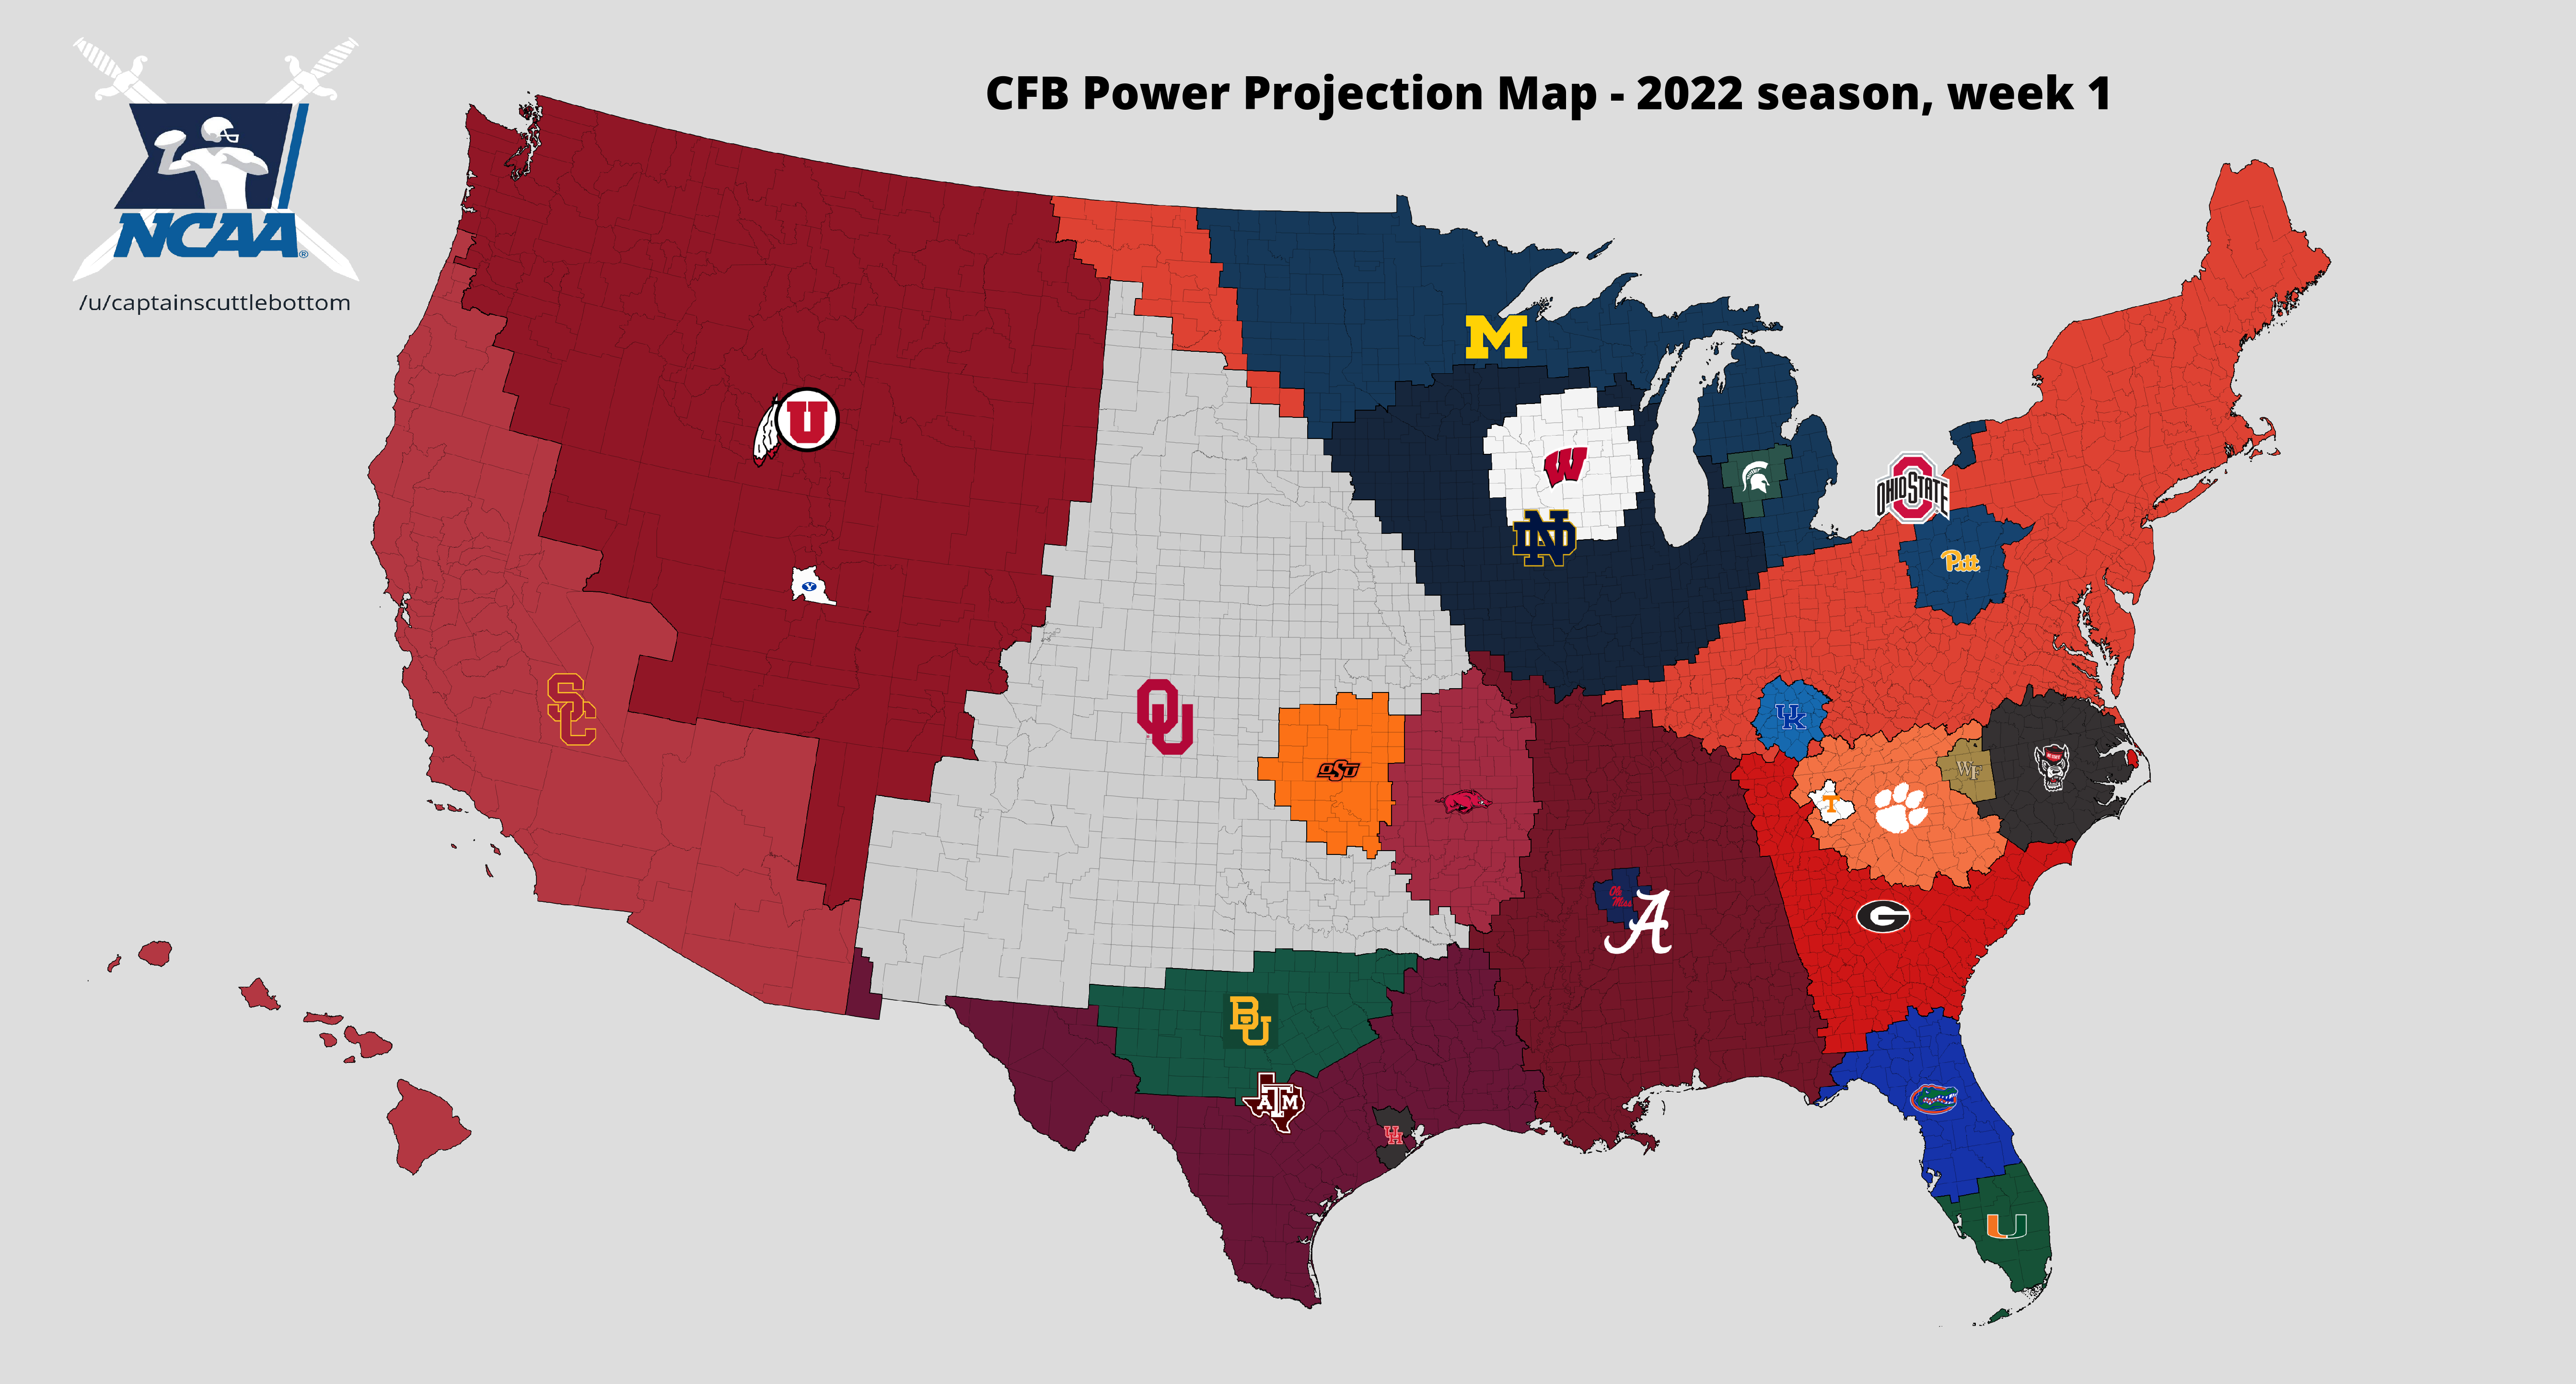 CFB Power Projection Map - 2022 season, week 1
NCAA®
/u/captainscuttlebottom
M
U
W
ND
OHIO STATE
Pitt
Y
SC
OU
UK
OSU
WF
T
Ole
Miss
A
G
BU
ATM
UH
U